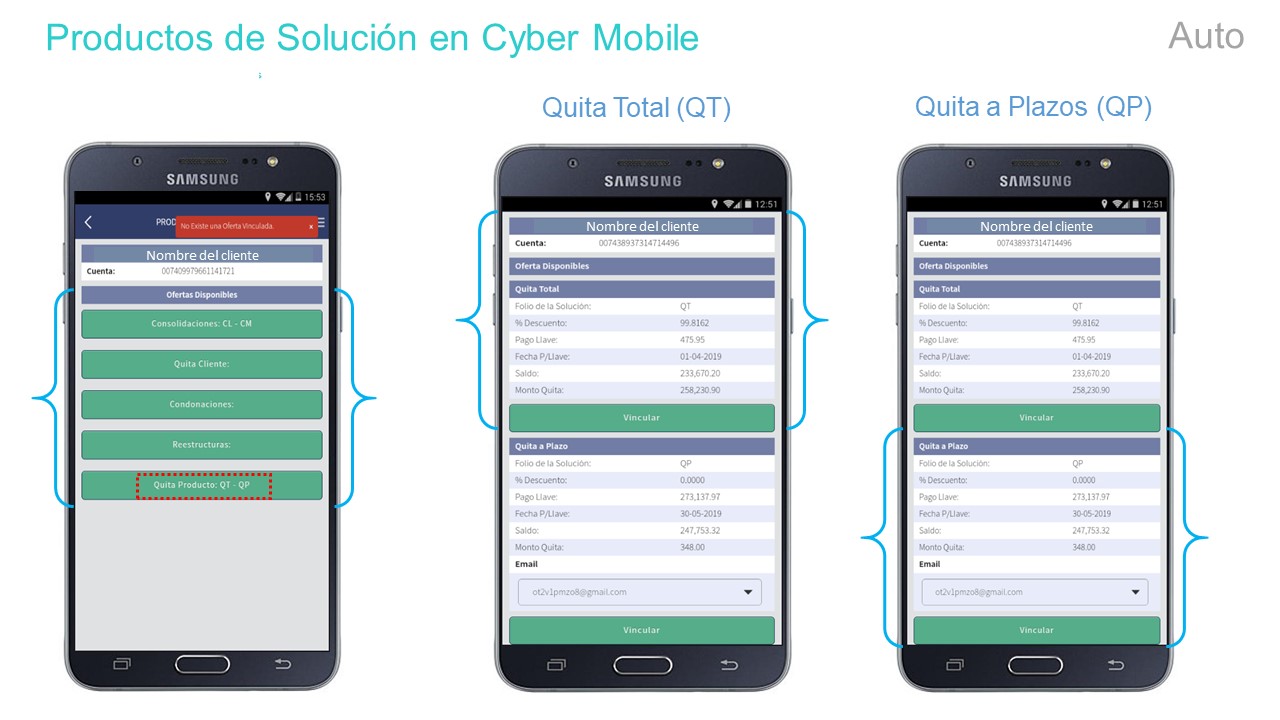 Productos de Solución en Cyber Mobile
Auto
s
Quita Total (QT)
Quita a Plazos (QP)
SAMSUNG
15:53
PROD
No Existe una Oferta Vinculada.
x
Nombre del cliente
Cuenta: 007409979661141721
Ofertas Disponibles
Consolidaciones: CL - CM
Quita Cliente:
Condonaciones:
Reestructuras:
Quita Producto: QT - QP
SAMSUNG
12:51
Nombre del cliente
Cuenta: 007438937314714496
Oferta Disponibles
Quita Total
Folio de la Solución: QT
% Descuento: 99.8162
Pago Llave: 475.95
Fecha P/Llave: 01-04-2019
Saldo: 233,670.20
Monto Quita: 258,230.90
Vincular
Quita a Plazo
Folio de la Solución: QP
% Descuento: 0.0000
Pago Llave: 273,137.97
Fecha P/Llave: 30-05-2019
Saldo: 247,753.32
Monto Quita: 348.00
Email
ot2v1pmzo8@gmail.com
Vincular
SAMSUNG
12:51
Nombre del cliente
Cuenta: 007438937314714496
Oferta Disponibles
Quita Total
Folio de la Solución: QT
% Descuento: 99.8162
Pago Llave: 475.95
Fecha P/Llave: 01-04-2019
Saldo: 233,670.20
Monto Quita: 258,230.90
Vincular
Quita a Plazo
Folio de la Solución: QP
% Descuento: 0.0000
Pago Llave: 273,137.97
Fecha P/Llave: 30-05-2019
Saldo: 247,753.32
Monto Quita: 348.00
Email
ot2v1pmzo8@gmail.com
Vincular